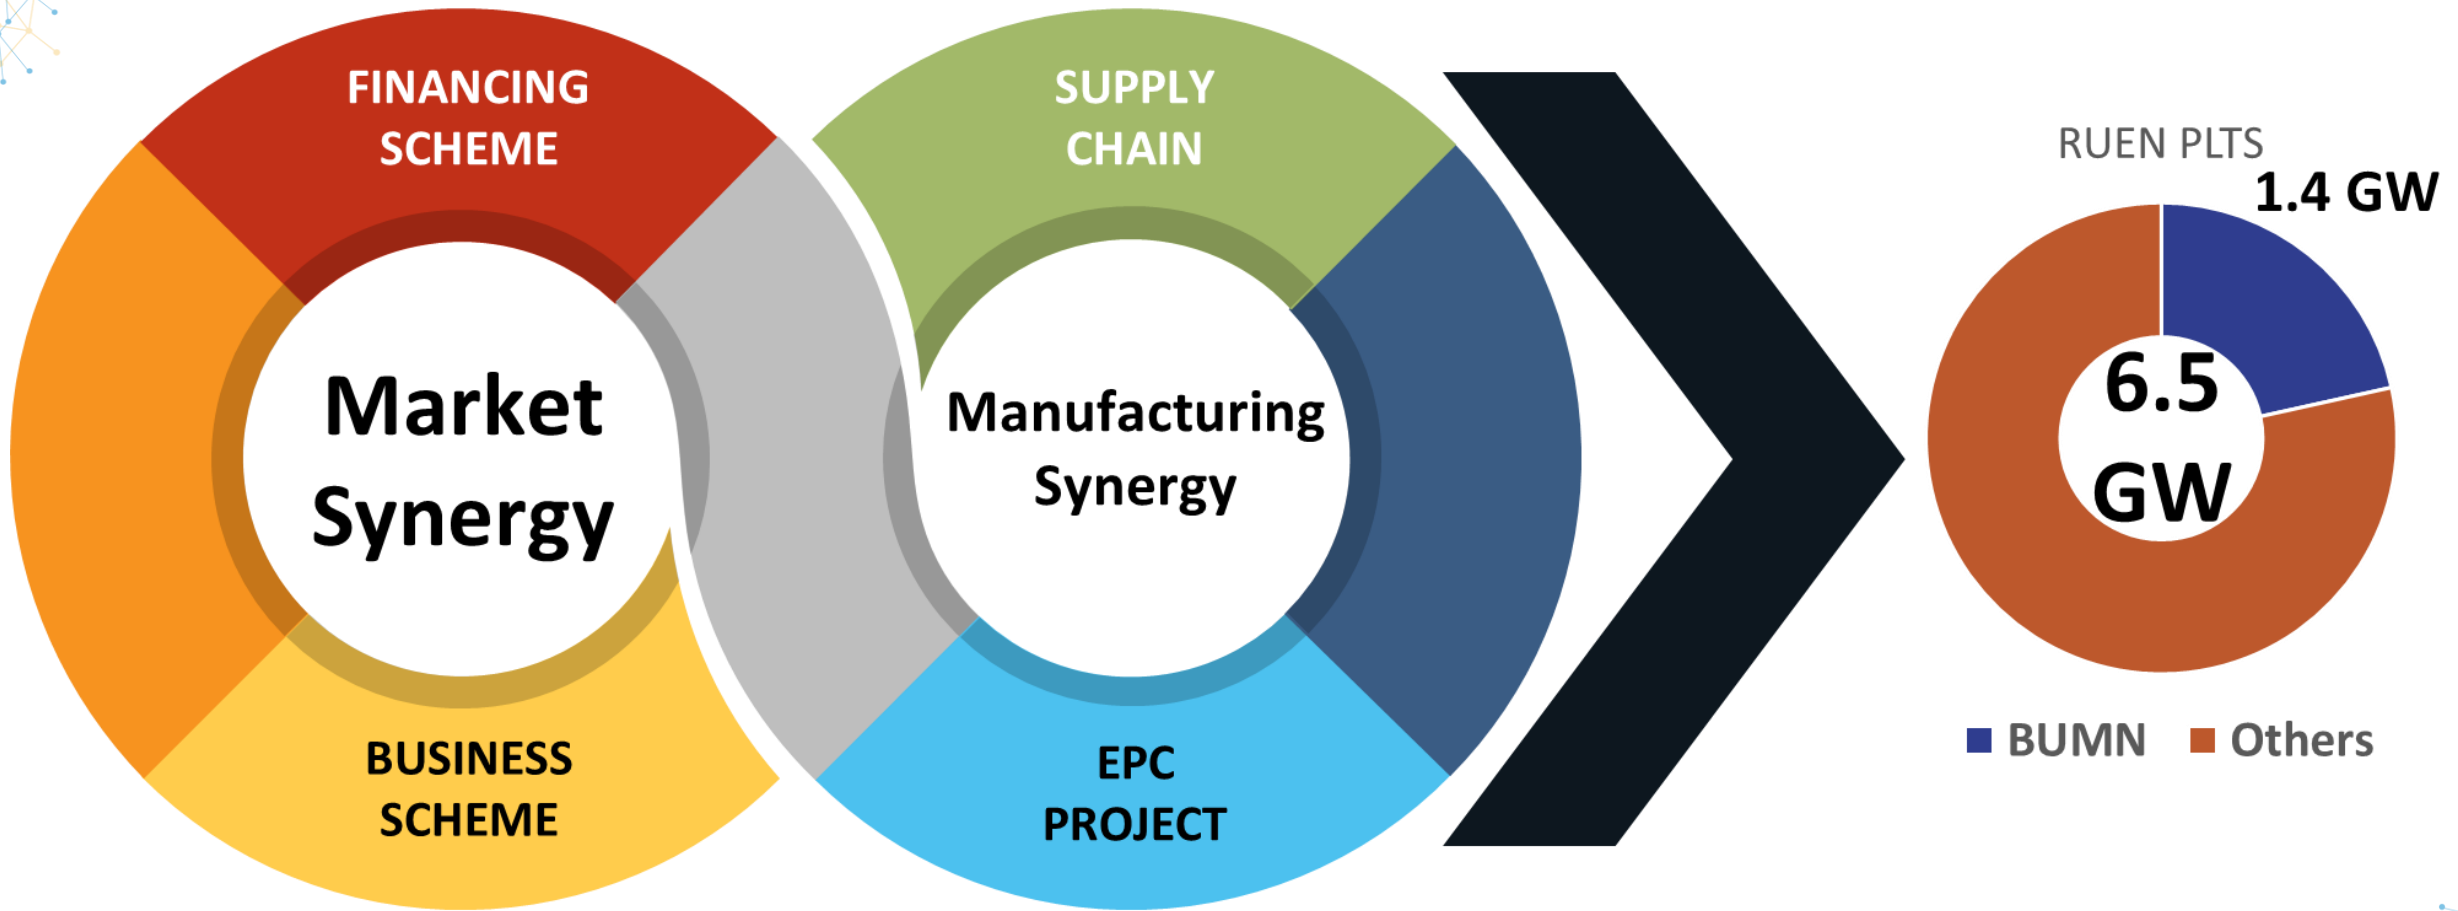 FINANCING
SCHEME
Market
Synergy
BUSINESS
SCHEME
SUPPLY
CHAIN
Manufacturing
Synergy
EPC
PROJECT
RUEN PLTS
1.4 GW
6.5
GW
BUMN
Others